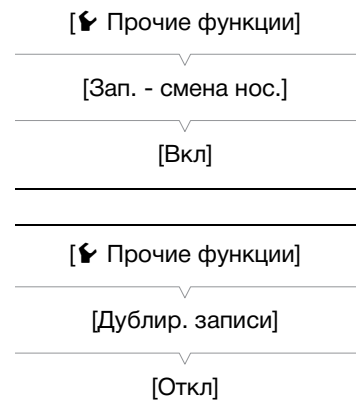 [Прочие функции]
[Зап. - смена нос.]
[Вкл]
[Прочие функции]
[Дублир. записи]
[Откл]